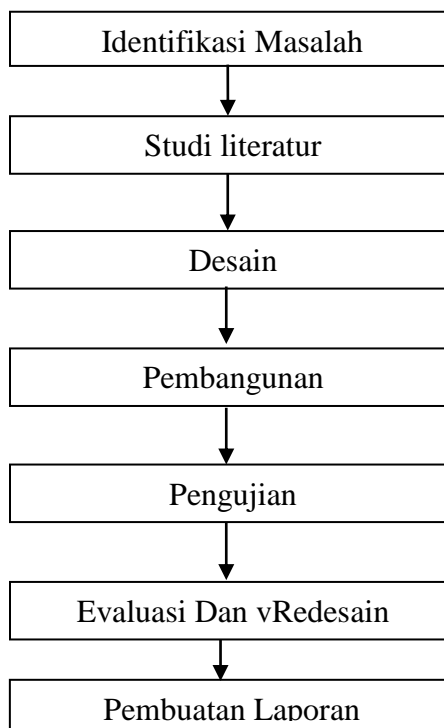 Identifikasi Masalah
Studi literatur
Desain
Pembangunan
Pengujian
Evaluasi Dan vRedesain
Pembuatan Laporan